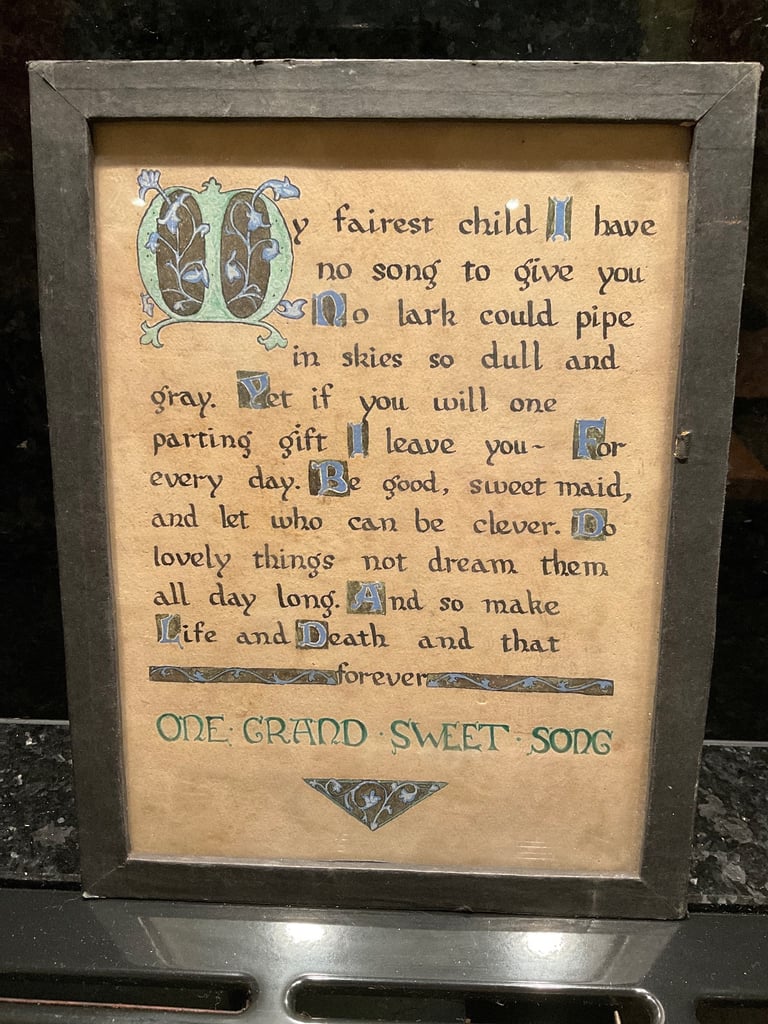 My fairest child I have
no song to give you
No lark could pipe
in skies so dull and
gray. Yet if you will one
parting gift I leave you~ For
every day. Be good, sweet maid,
and let who can be clever. Do
lovely things not dream them
all day long. And so make
Life and Death and that
forever
ONE · GRAND · SWEET · SONG